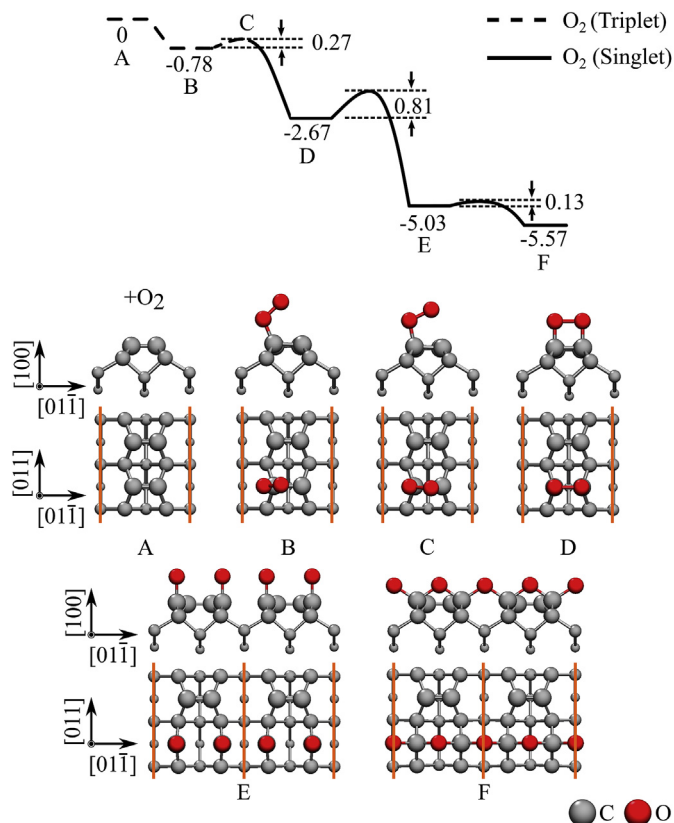 O₂ (Triplet)
O₂ (Singlet)
C
0.27
0
A
-0.78
B
0.81
-2.67
D
0.13
-5.03
E
-5.57
F
+O₂
[100]
[011̄]
[011]
[011̄]
A
B
C
D
[100]
[011̄]
[011]
[011̄]
E
F
C
O